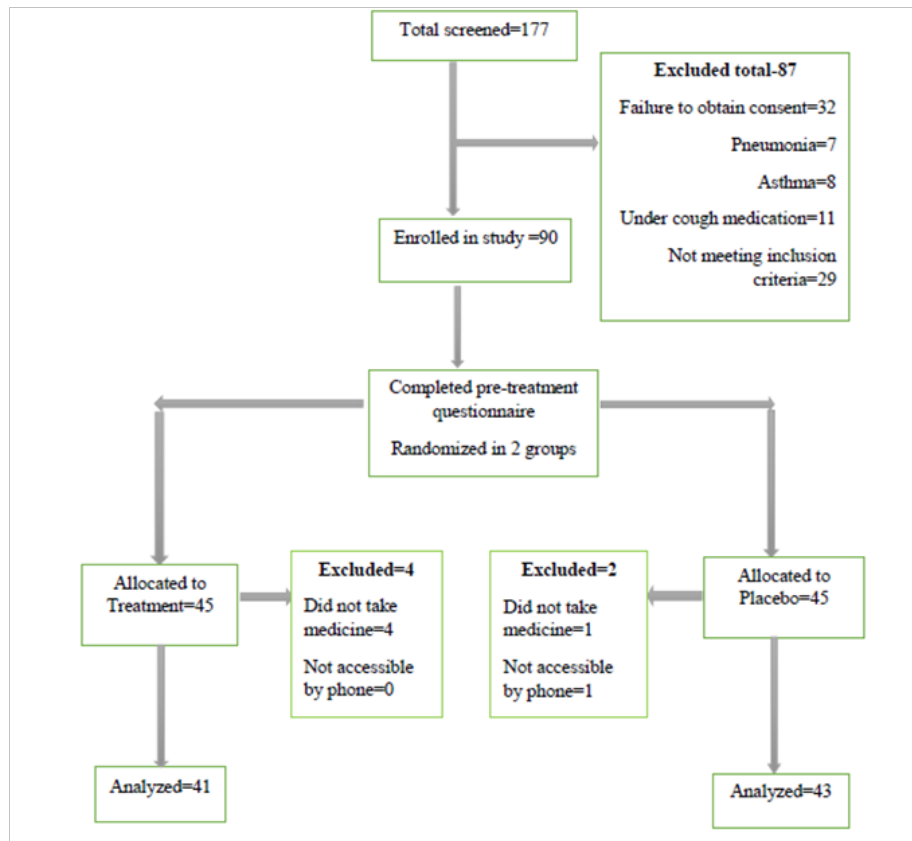 Total screened=177
Excluded total-87
Failure to obtain consent=32
Pneumonia=7
Asthma=8
Under cough medication=11
Not meeting inclusion
criteria=29
Enrolled in study =90
Completed pre-treatment
questionnaire
Randomized in 2 groups
Allocated to
Treatment=45
Excluded=4
Did not take
medicine=4
Not accessible
by phone=0
Excluded=2
Did not take
medicine=1
Not accessible
by phone=1
Allocated to
Placebo=45
Analyzed=41
Analyzed=43